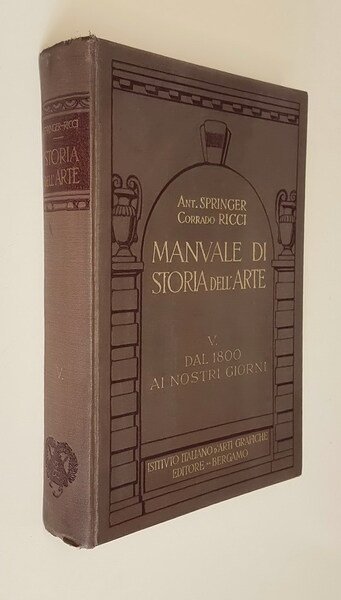 SPRINGER-RICCI
STORIA
DELL'ARTE
V.
ANT. SPRINGER
CORRADO RICCI
MANVALE DI
STORIA DELL'ARTE
V.
DAL 1800
AI NOSTRI GIORNI
ISTITVTO ITALIANO D'ARTI GRAFICHE
EDITORE - BERGAMO